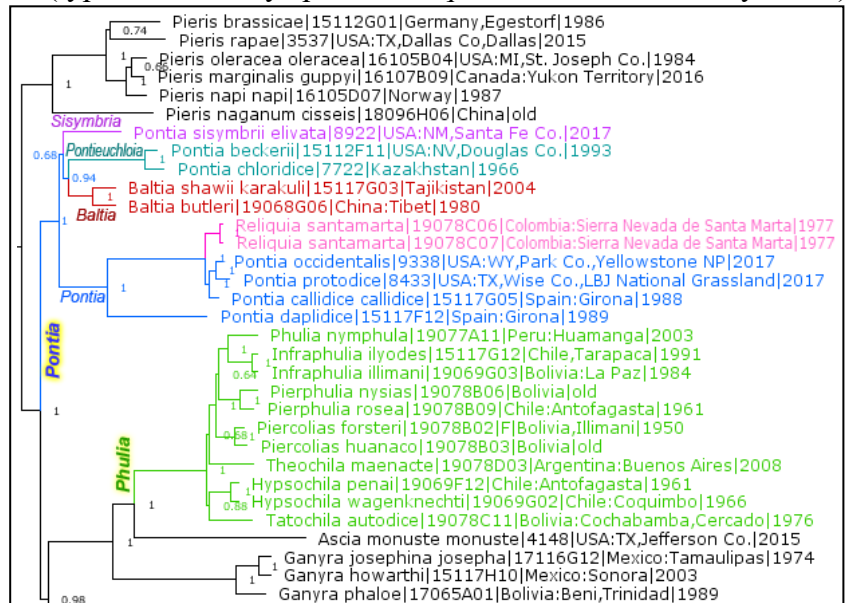 Pieris brassicae|15112G01|Germany,Egestorf|1986
0.74
Pieris rapae|3537|USA:TX,Dallas Co,Dallas|2015
Pieris oleracea oleracea|16105B04|USA:MI,St. Joseph Co.|1984
1
Pieris marginalis guppyi|16107B09|Canada:Yukon Territory|2016
1
1
Pieris napi napi|16105D07|Norway|1987
Pieris naganum cisseis|18096H06|China|old
Sisymbria
Pontia sisymbrii elivata|8922|USA:NM,Santa Fe Co.|2017
0.68
Pontieuchloia
1
Pontia beckerii|15112F11|USA:NV,Douglas Co.|1993
Pontia chloridice|7722|Kazakhstan|1966
0.94
1
Baltia shawii karakuli|15117G03|Tajikistan|2004
Baltia butleri|19068G06|China:Tibet|1980
Baltia
1
1
Reliquia santamarta|19078C06|Colombia:Sierra Nevada de Santa Marta|1977
Reliquia santamarta|19078C07|Colombia:Sierra Nevada de Santa Marta|1977
1
Pontia occidentalis|9338|USA:WY,Park Co.,Yellowstone NP|2017
1
Pontia protodice|8433|USA:TX,Wise Co.,LBJ National Grassland|2017
Pontia
1
1
Pontia callidice callidice|15117G05|Spain:Girona|1988
Pontia daplidice|15117F12|Spain:Girona|1989
Pontia
Phulia nymphula|19077A11|Peru:Huamanga|2003
1
Infraphulia ilyodes|15117G12|Chile,Tarapaca|1991
0.64
Infraphulia illimani|19069G03|Bolivia:La Paz|1984
Pierphulia nysias|19078B06|Bolivia|old
1
Pierphulia rosea|19078B09|Chile:Antofagasta|1961
1
Piercolias forsteri|19078B02|F|Bolivia,Illimani|1950
1
Piercolias huanaco|19078B03|Bolivia|old
Phulia
1
Theochila maenacte|19078D03|Argentina:Buenos Aires|2008
1
Hypsochila penai|19069F12|Chile:Antofagasta|1961
1
0.88
Hypsochila wagenknechti|19069G02|Chile:Coquimbo|1966
Tatochila autodice|19078C11|Bolivia:Cochabamba,Cercado|1976
1
Ascia monuste monuste|4148|USA:TX,Jefferson Co.|2015
Ganyra josephina josepha|17116G12|Mexico:Tamaulipas|1974
1
1
Ganyra howarthi|15117H10|Mexico:Sonora|2003
Ganyra phaloe|17065A01|Bolivia:Beni,Trinidad|1989
0.98